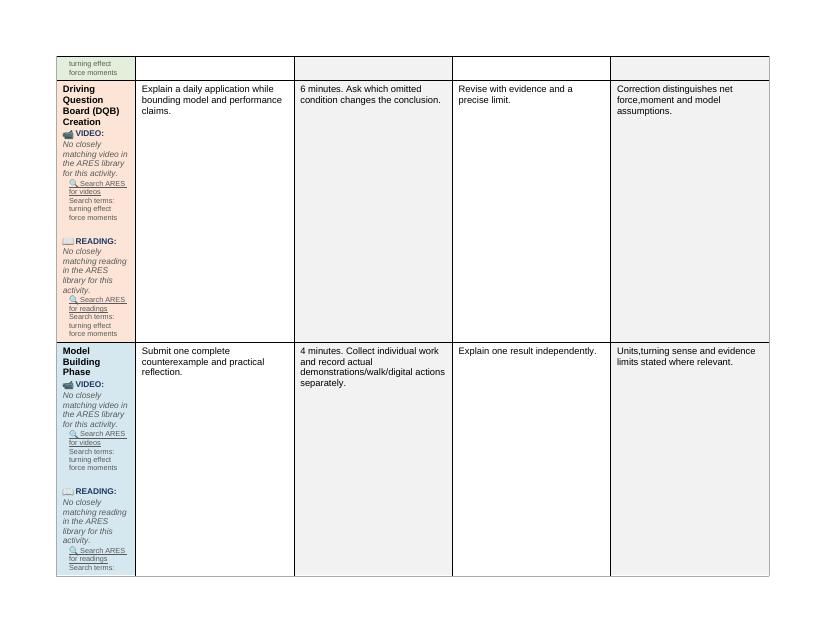 turning effect
force moments
Driving
Question
Board (DQB)
Creation
📹 VIDEO:
No closely
matching video in
the ARES library
for this activity.
🔍 Search ARES
for videos
Search terms:
turning effect
force moments
📖 READING:
No closely
matching reading
in the ARES
library for this
activity.
🔍 Search ARES
for readings
Search terms:
turning effect
force moments
Explain a daily application while
bounding model and performance
claims.
6 minutes. Ask which omitted
condition changes the conclusion.
Revise with evidence and a
precise limit.
Correction distinguishes net
force,moment and model
assumptions.
Model
Building
Phase
📹 VIDEO:
No closely
matching video in
the ARES library
for this activity.
🔍 Search ARES
for videos
Search terms:
turning effect
force moments
📖 READING:
No closely
matching reading
in the ARES
library for this
activity.
🔍 Search ARES
for readings
Search terms:
Submit one complete
counterexample and practical
reflection.
4 minutes. Collect individual work
and record actual
demonstrations/walk/digital actions
separately.
Explain one result independently.
Units,turning sense and evidence
limits stated where relevant.